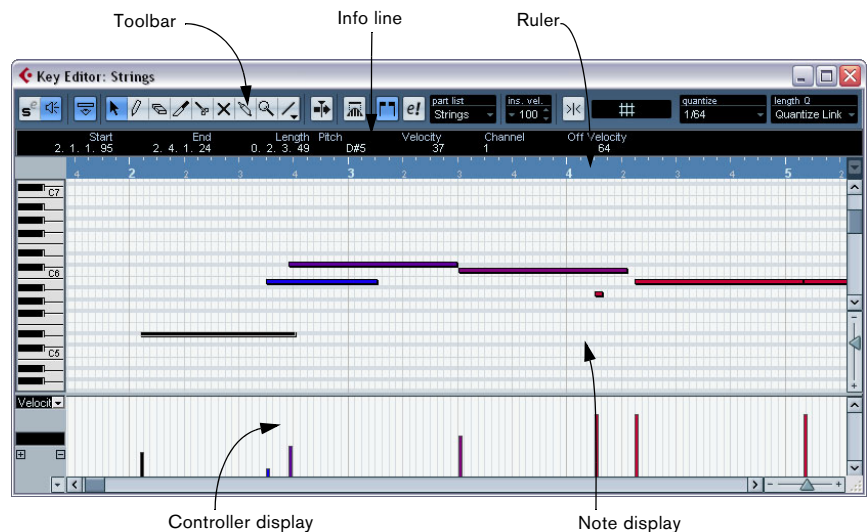 Toolbar Info line Ruler
Key Editor: Strings
part list ins. vel. quantize length Q
Strings 100 1/64 Quantize Link
Start End Length Pitch Velocity Channel Off Velocity
2. 1. 1. 95 2. 4. 1. 24 0. 2. 3. 49 D#5 37 1 64
4 2 2 3 4 3 2 3 4 4 2 3 4 5 2
C7
C6
C5
Velocit
Controller display Note display